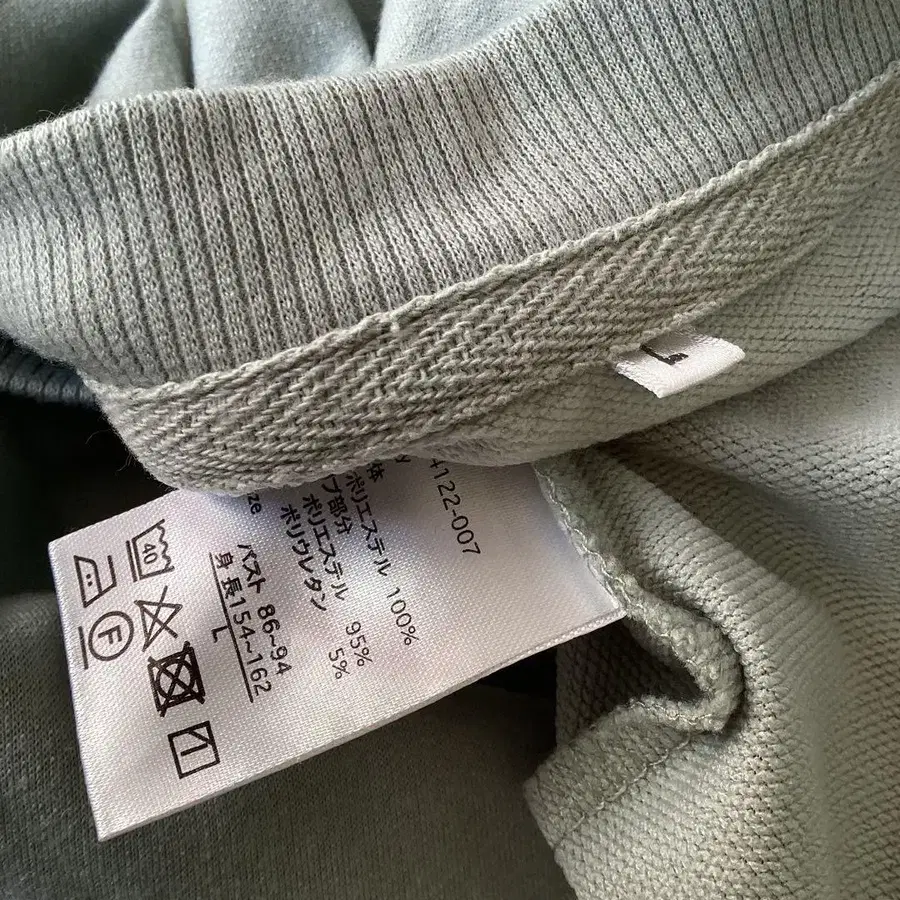 L
4122-007
体
ポリエステル 100%
ブ部分
ポリエステル 95%
ポリウレタン 5%
ze
バスト 86~94
身長154~162
L
40
F